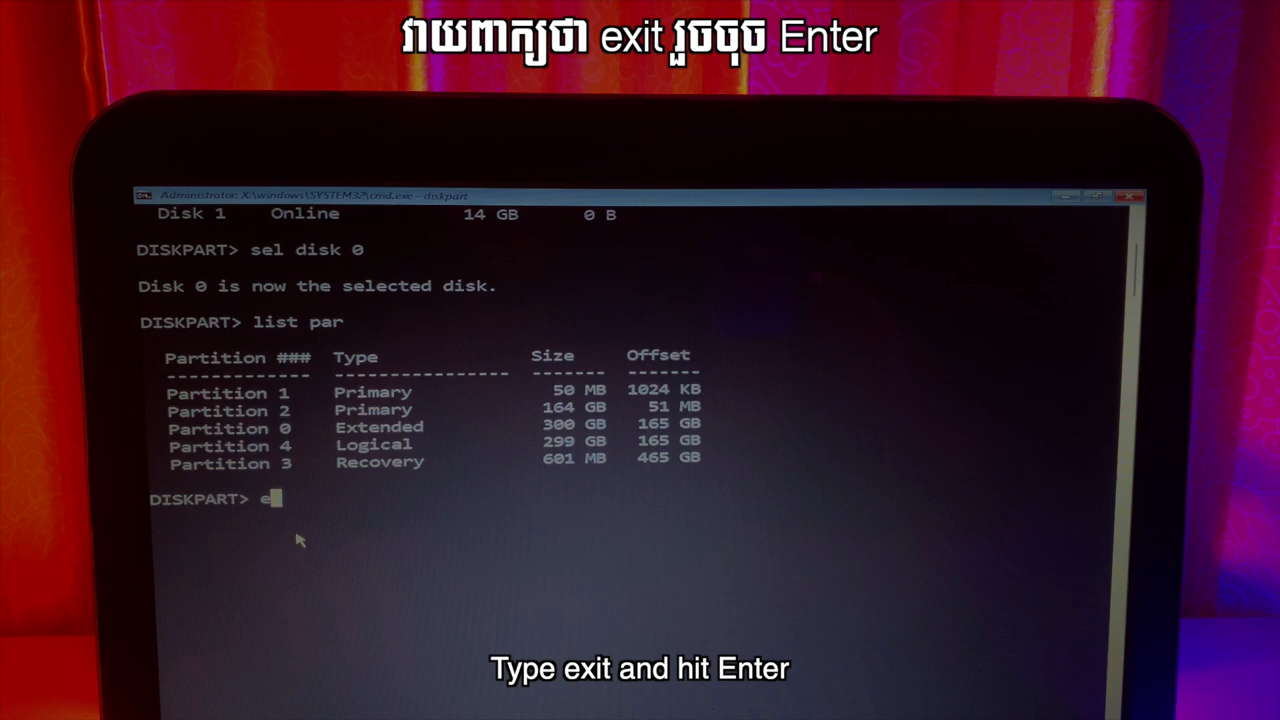 វាយពាក្យថា exit រួចចុច Enter
Administrator: X:\windows\SYSTEM32\cmd.exe - diskpart
Disk 1 Online 14 GB 0 B
DISKPART> sel disk 0
Disk 0 is now the selected disk.
DISKPART> list par
Partition ### Type Size Offset
------------- ---------------- ------- -------
Partition 1 Primary 50 MB 1024 KB
Partition 2 Primary 164 GB 51 MB
Partition 0 Extended 300 GB 165 GB
Partition 4 Logical 299 GB 165 GB
Partition 3 Recovery 601 MB 465 GB
DISKPART> e
Type exit and hit Enter